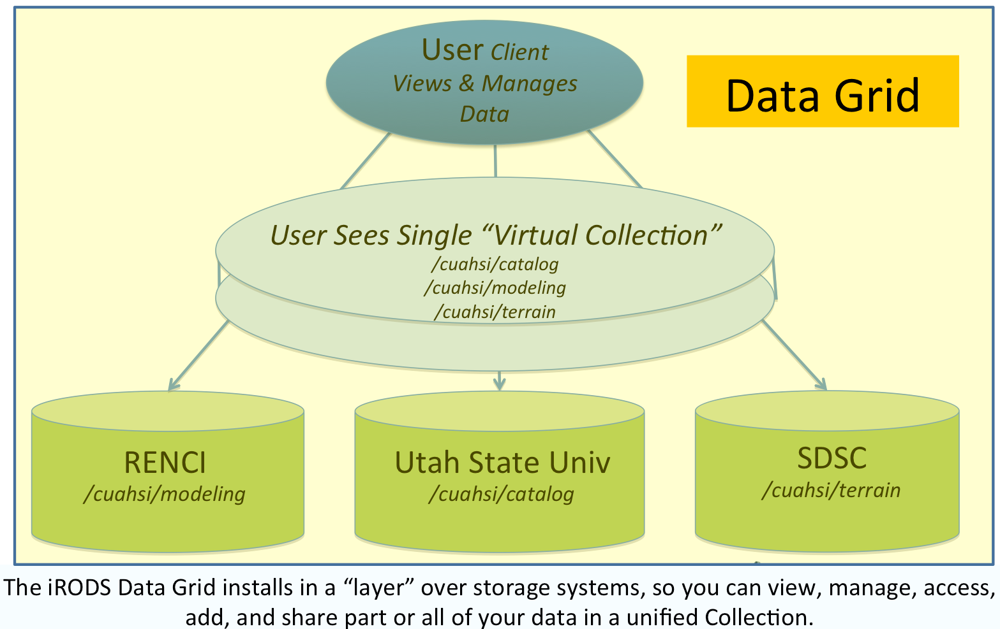 User Client
Views & Manages
Data
Data Grid
User Sees Single “Virtual Collection”
/cuahsi/catalog
/cuahsi/modeling
/cuahsi/terrain
RENCI
/cuahsi/modeling
Utah State Univ
/cuahsi/catalog
SDSC
/cuahsi/terrain
The iRODS Data Grid installs in a “layer” over storage systems, so you can view, manage, access,
add, and share part or all of your data in a unified Collection.